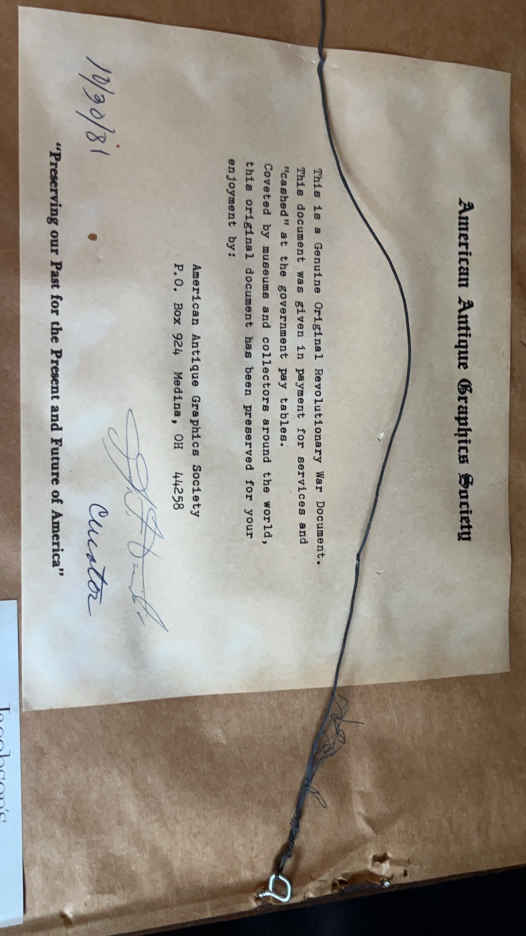 American Antique Graphics Society
This is a Genuine Original Revolutionary War Document.
This document was given in payment for services and
"cashed" at the government pay tables.
Coveted by museums and collectors around the world,
this original document has been preserved for your
enjoyment by:
American Antique Graphics Society
P.O. Box 924 Medina, OH 44258
Curator
"Preserving our Past for the Present and Future of America"
Jacobson's